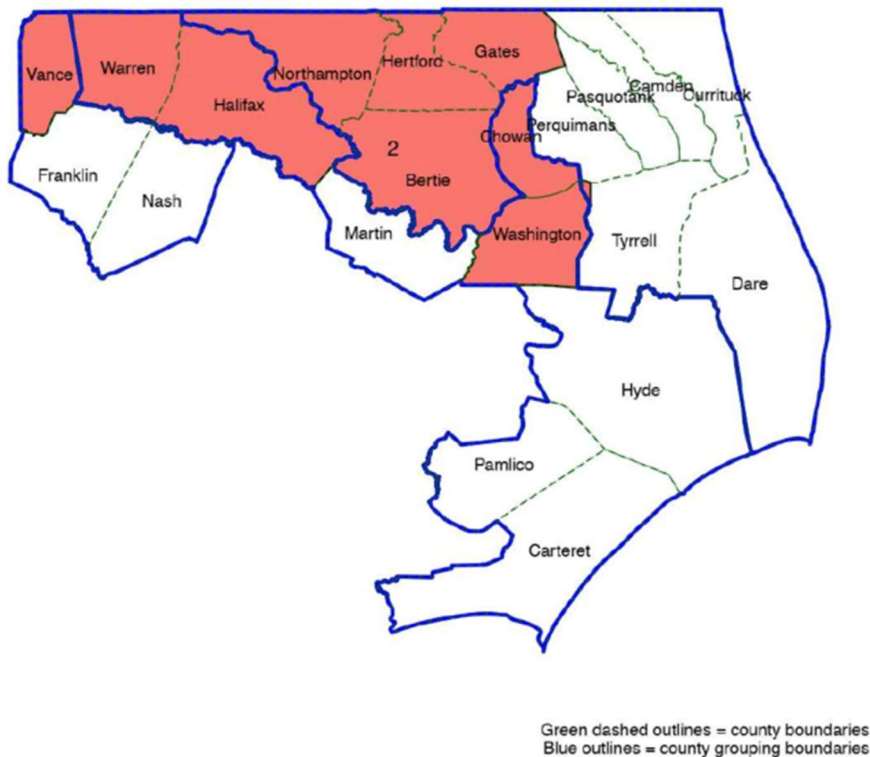 Vance
Warren
Halifax
Northampton
Hertford
Gates
Camden
Currituck
Pasquotank
Perquimans
Chowan
2
Bertie
Franklin
Nash
Martin
Washington
Tyrrell
Dare
Hyde
Pamlico
Carteret
Green dashed outlines = county boundaries
Blue outlines = county grouping boundaries